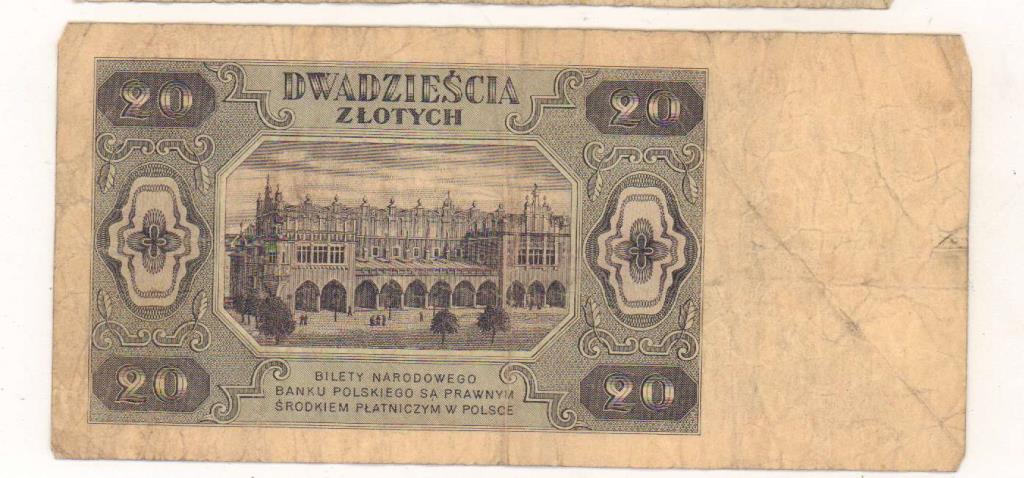 20
DWADZIEŚCIA
ZŁOTYCH
20
20
BILETY NARODOWEGO
BANKU POLSKIEGO SĄ PRAWNYM
ŚRODKIEM PŁATNICZYM W POLSCE
20